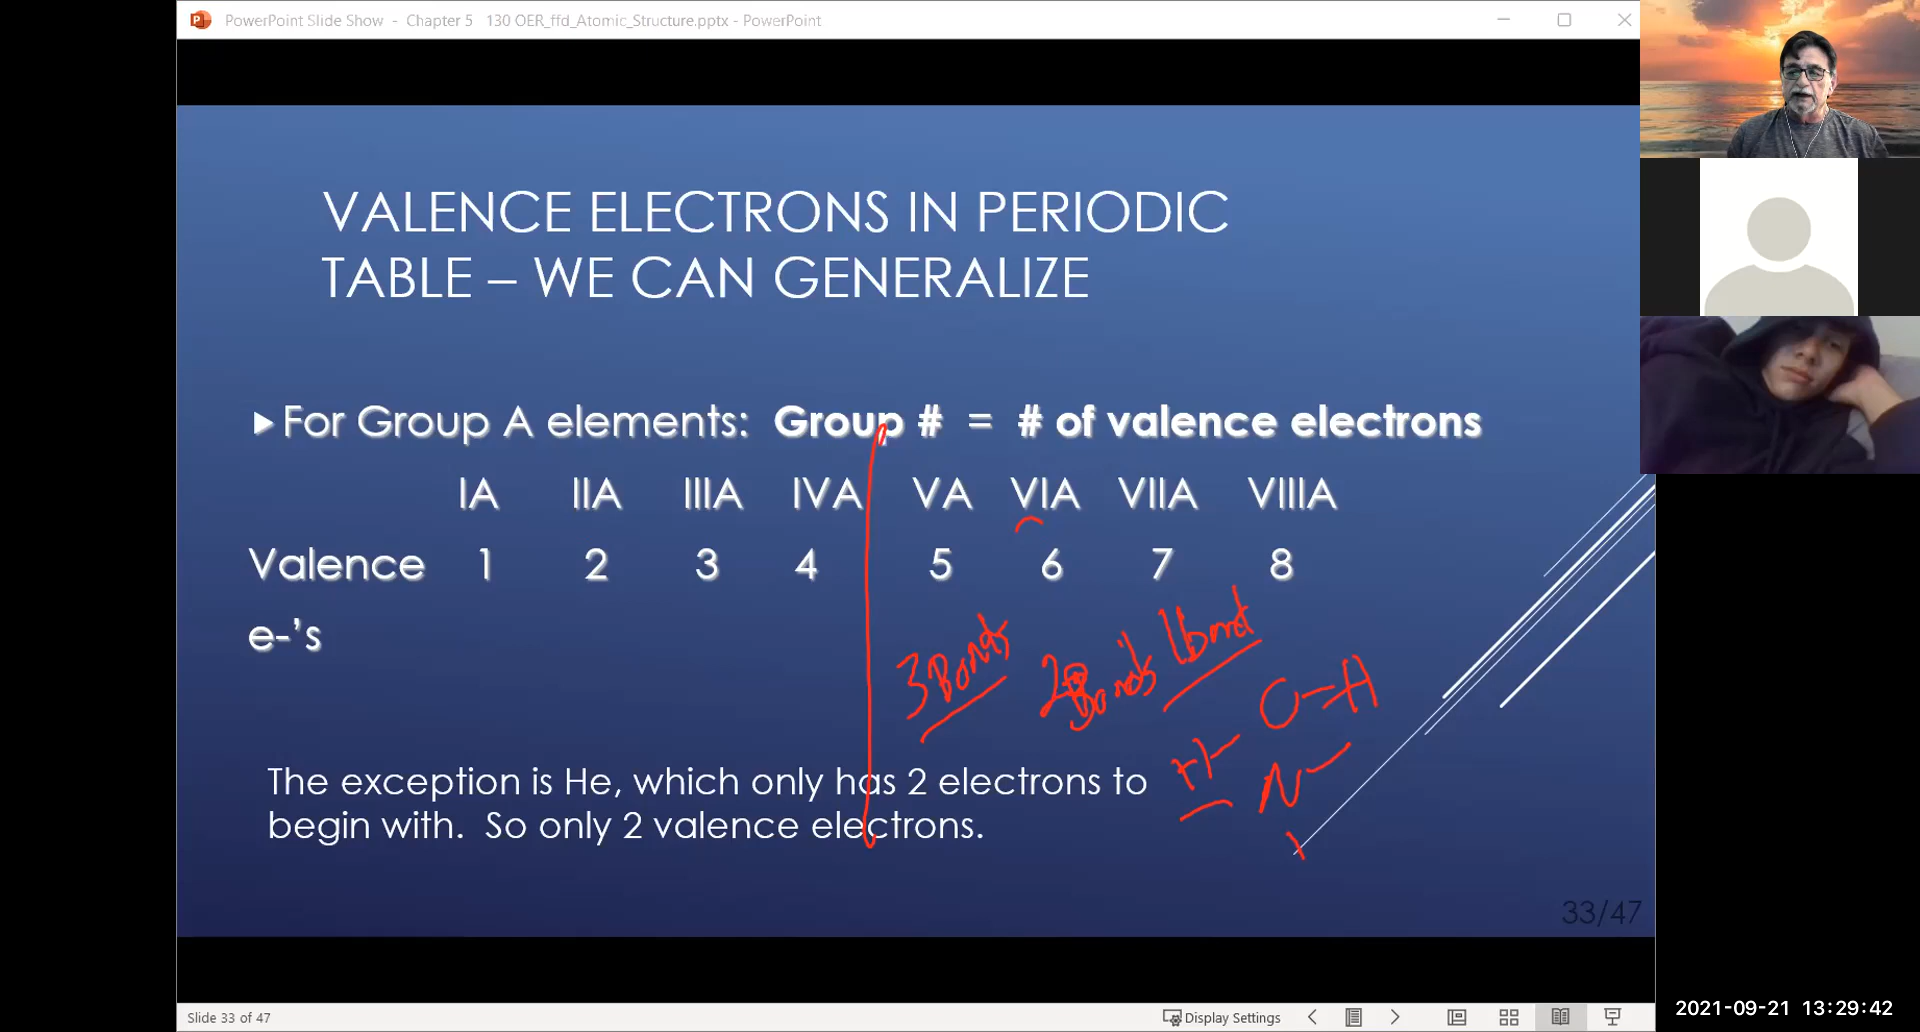 PowerPoint Slide Show - Chapter 5 130 OER_ffd_Atomic_Structure.pptx - PowerPoint
VALENCE ELECTRONS IN PERIODIC
TABLE – WE CAN GENERALIZE
For Group A elements: Group # = # of valence electrons
IA IIA IIIA IVA VA VIA VIIA VIIIA
Valence 1 2 3 4 5 6 7 8
e-'s
3 Bonds 2 Bonds 1 bond
O-H
H-N-
The exception is He, which only has 2 electrons to
begin with. So only 2 valence electrons.
33/47
Slide 33 of 47
Display Settings
2021-09-21 13:29:42